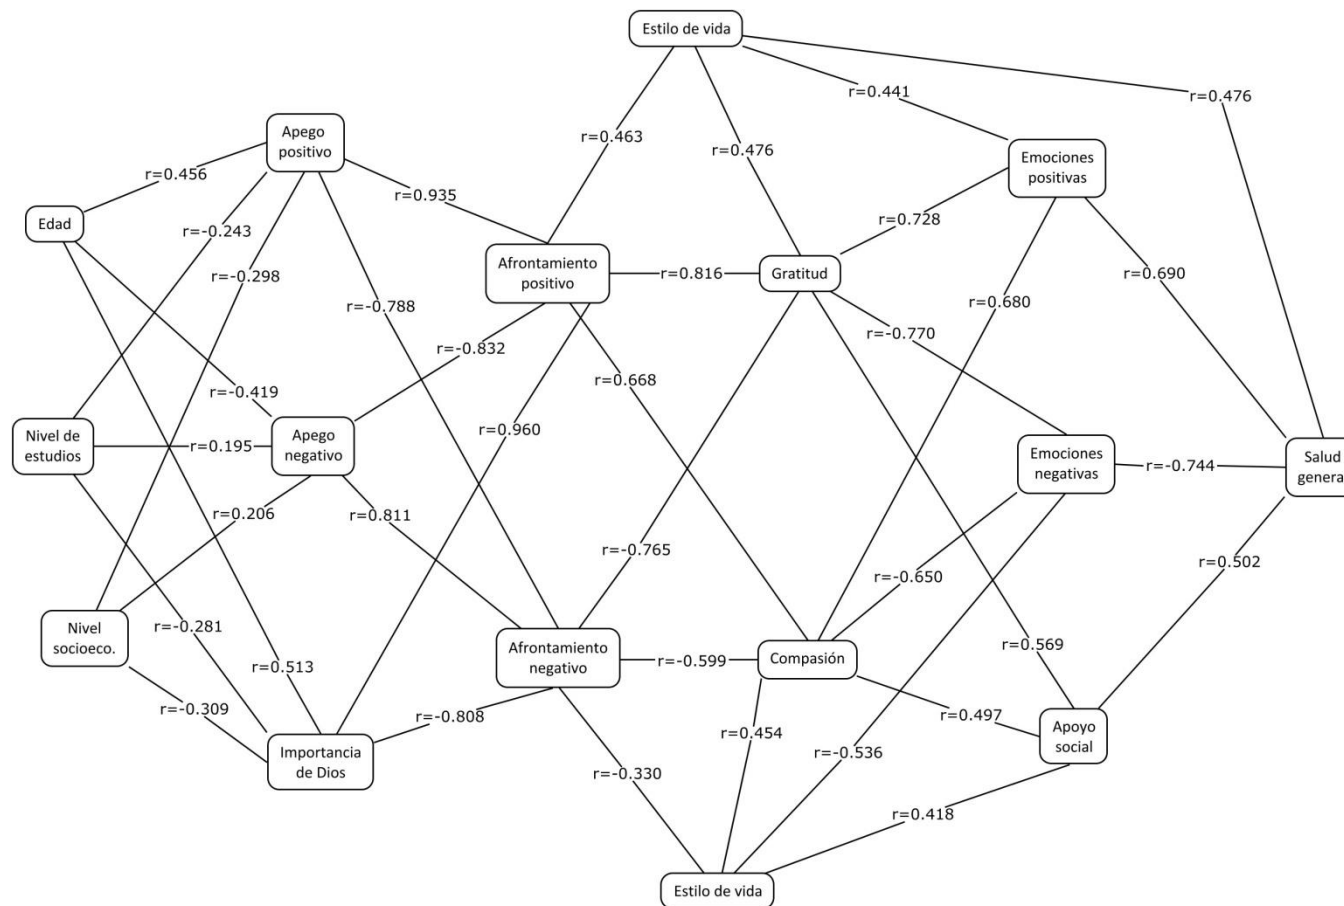 Estilo de vida
r=0.441
r=0.476
r=0.463
Apego
positivo
r=0.476
Emociones
positivas
r=0.456
r=0.935
Edad
r=0.728
r=-0.243
Afrontamiento
positivo
r=0.816
Gratitud
r=-0.298
r=0.690
r=-0.788
r=0.680
r=-0.770
r=-0.832
r=0.668
r=-0.419
Nivel de
estudios
r=0.195
Apego
negativo
r=0.960
Emociones
negativas
r=-0.744
Salud
genera
r=0.206
r=0.811
r=-0.765
r=0.502
r=-0.650
Nivel
socioeco.
r=-0.281
Afrontamiento
negativo
r=-0.599
Compasión
r=0.569
r=0.513
r=-0.309
r=-0.808
r=0.497
Apoyo
social
r=0.454
Importancia
de Dios
r=-0.536
r=-0.330
r=0.418
Estilo de vida